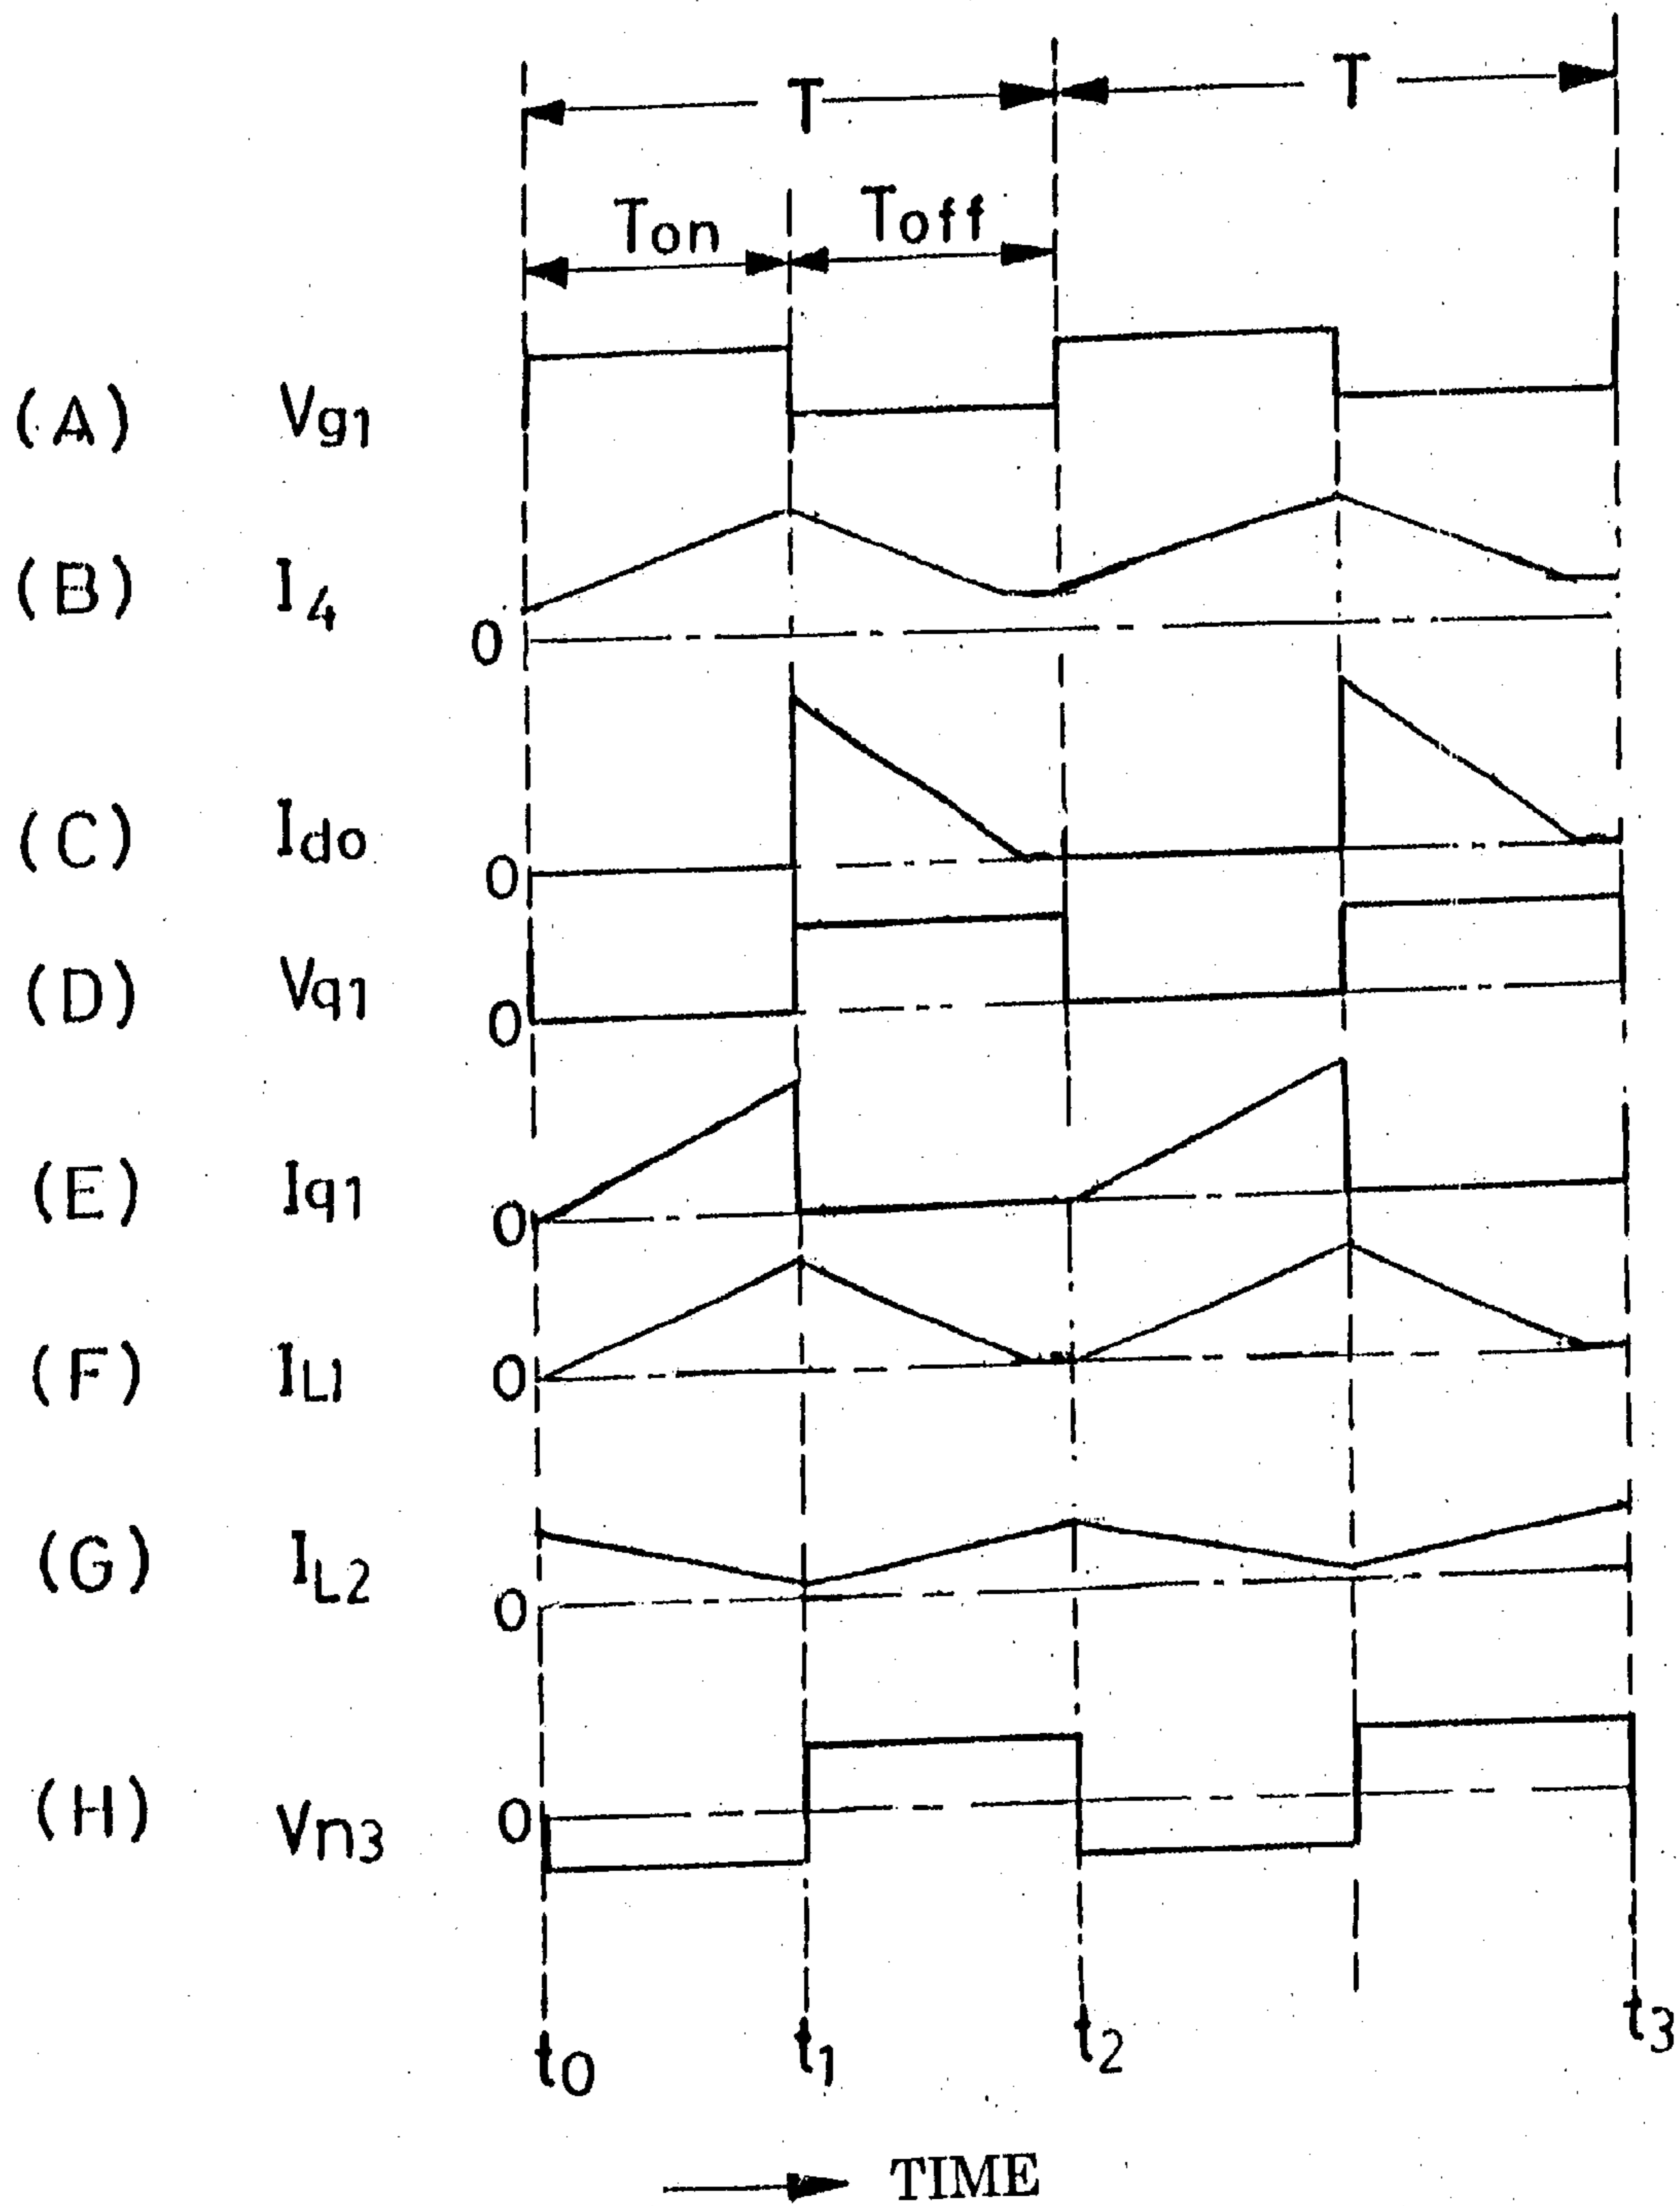 T T
Ton Toff
(A) Vg1
(B) I4
0
(C) Ido
0
(D) Vq1
0
(E) Iq1
0
(F) IL1
0
(G) IL2
0
(H) Vn3
0
t0 t1 t2 t3
TIME